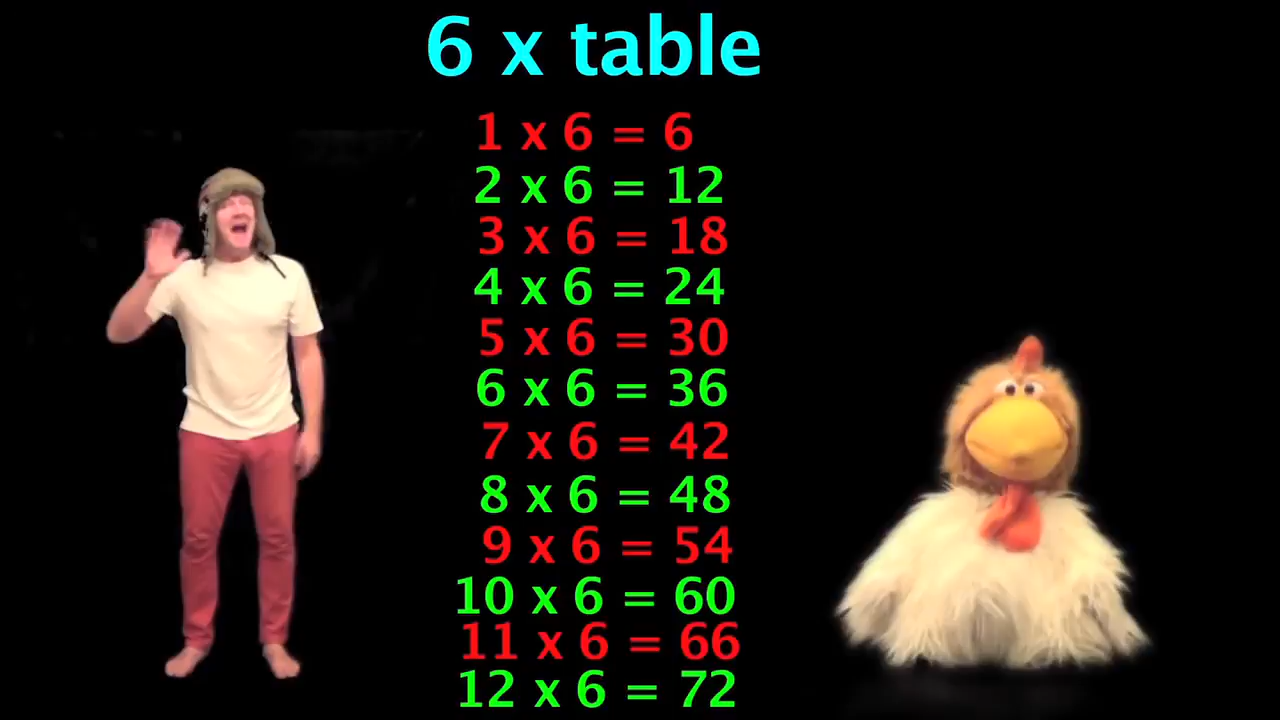 6 x table
1 x 6 = 6
2 x 6 = 12
3 x 6 = 18
4 x 6 = 24
5 x 6 = 30
6 x 6 = 36
7 x 6 = 42
8 x 6 = 48
9 x 6 = 54
10 x 6 = 60
11 x 6 = 66
12 x 6 = 72